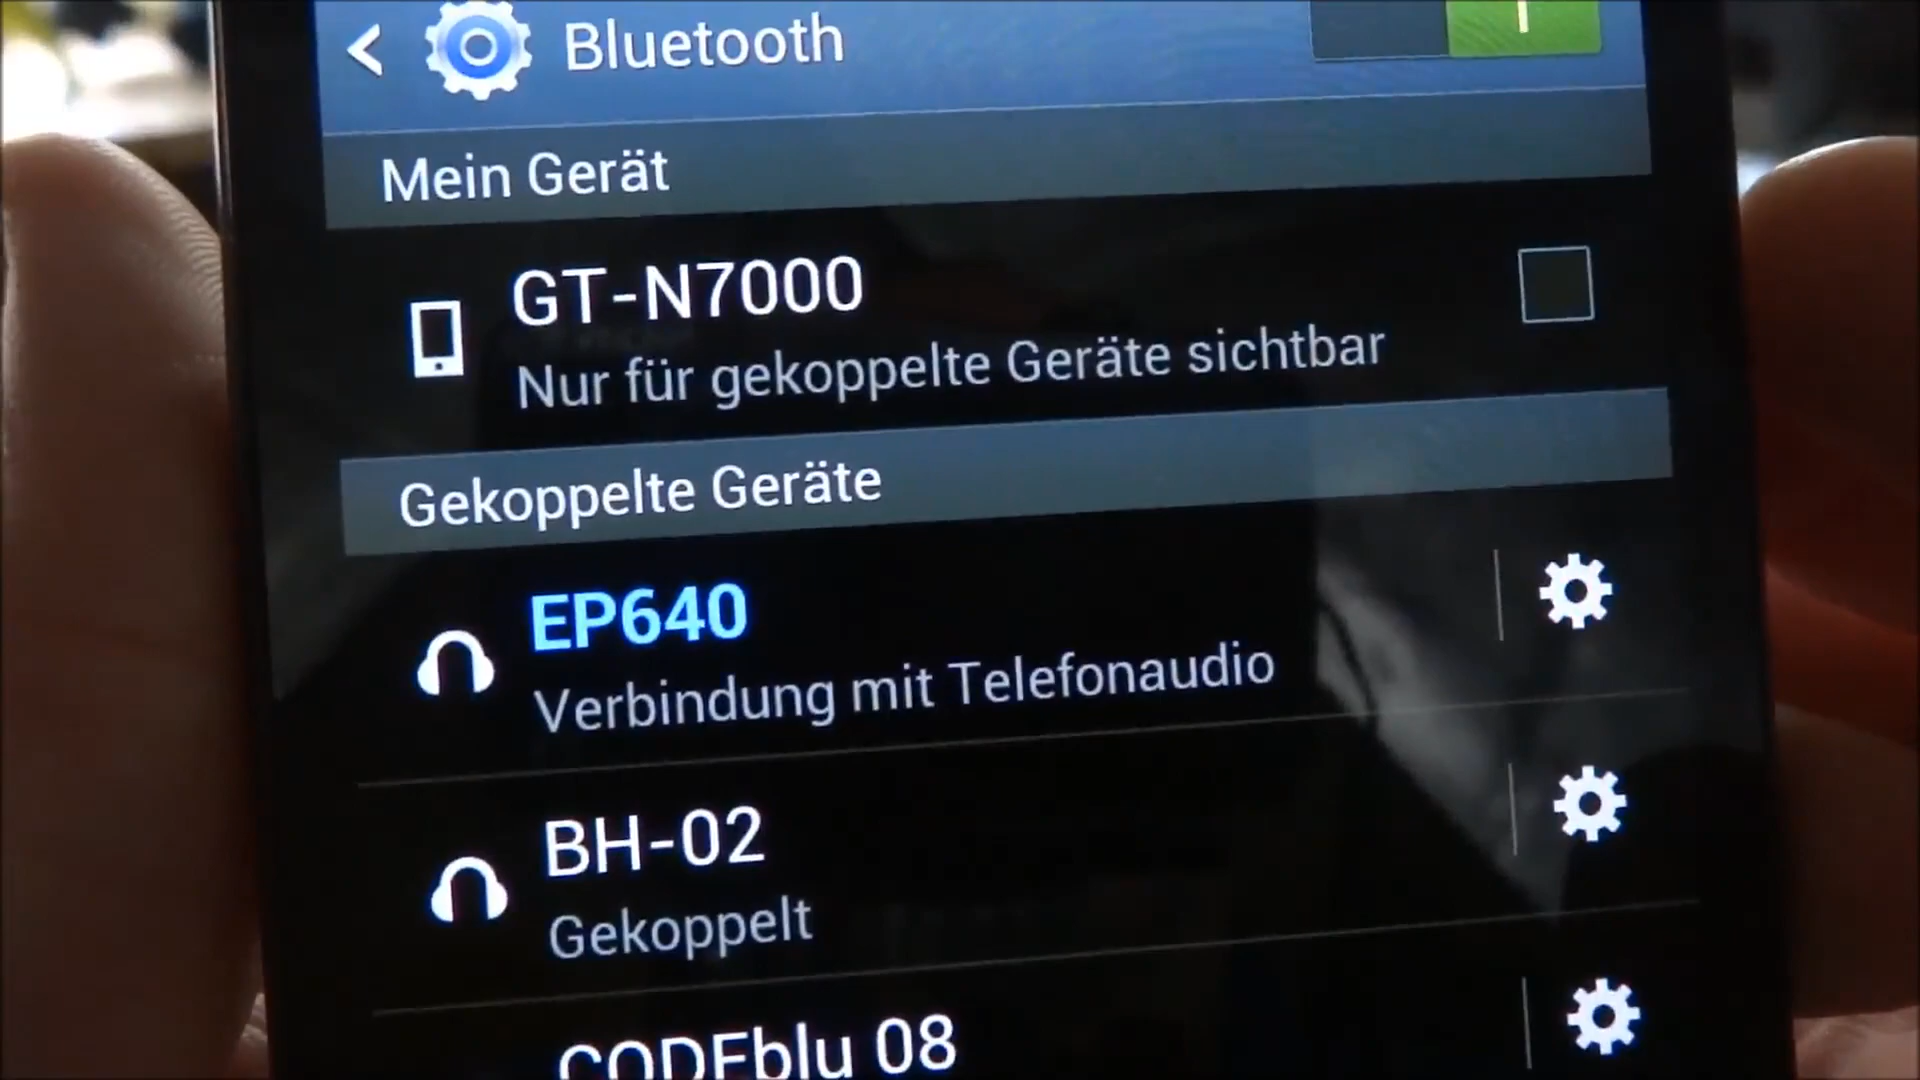 Bluetooth
Mein Gerät
GT-N7000
Nur für gekoppelte Geräte sichtbar
Gekoppelte Geräte
EP640
Verbindung mit Telefonaudio
BH-02
Gekoppelt
CODEblu 08